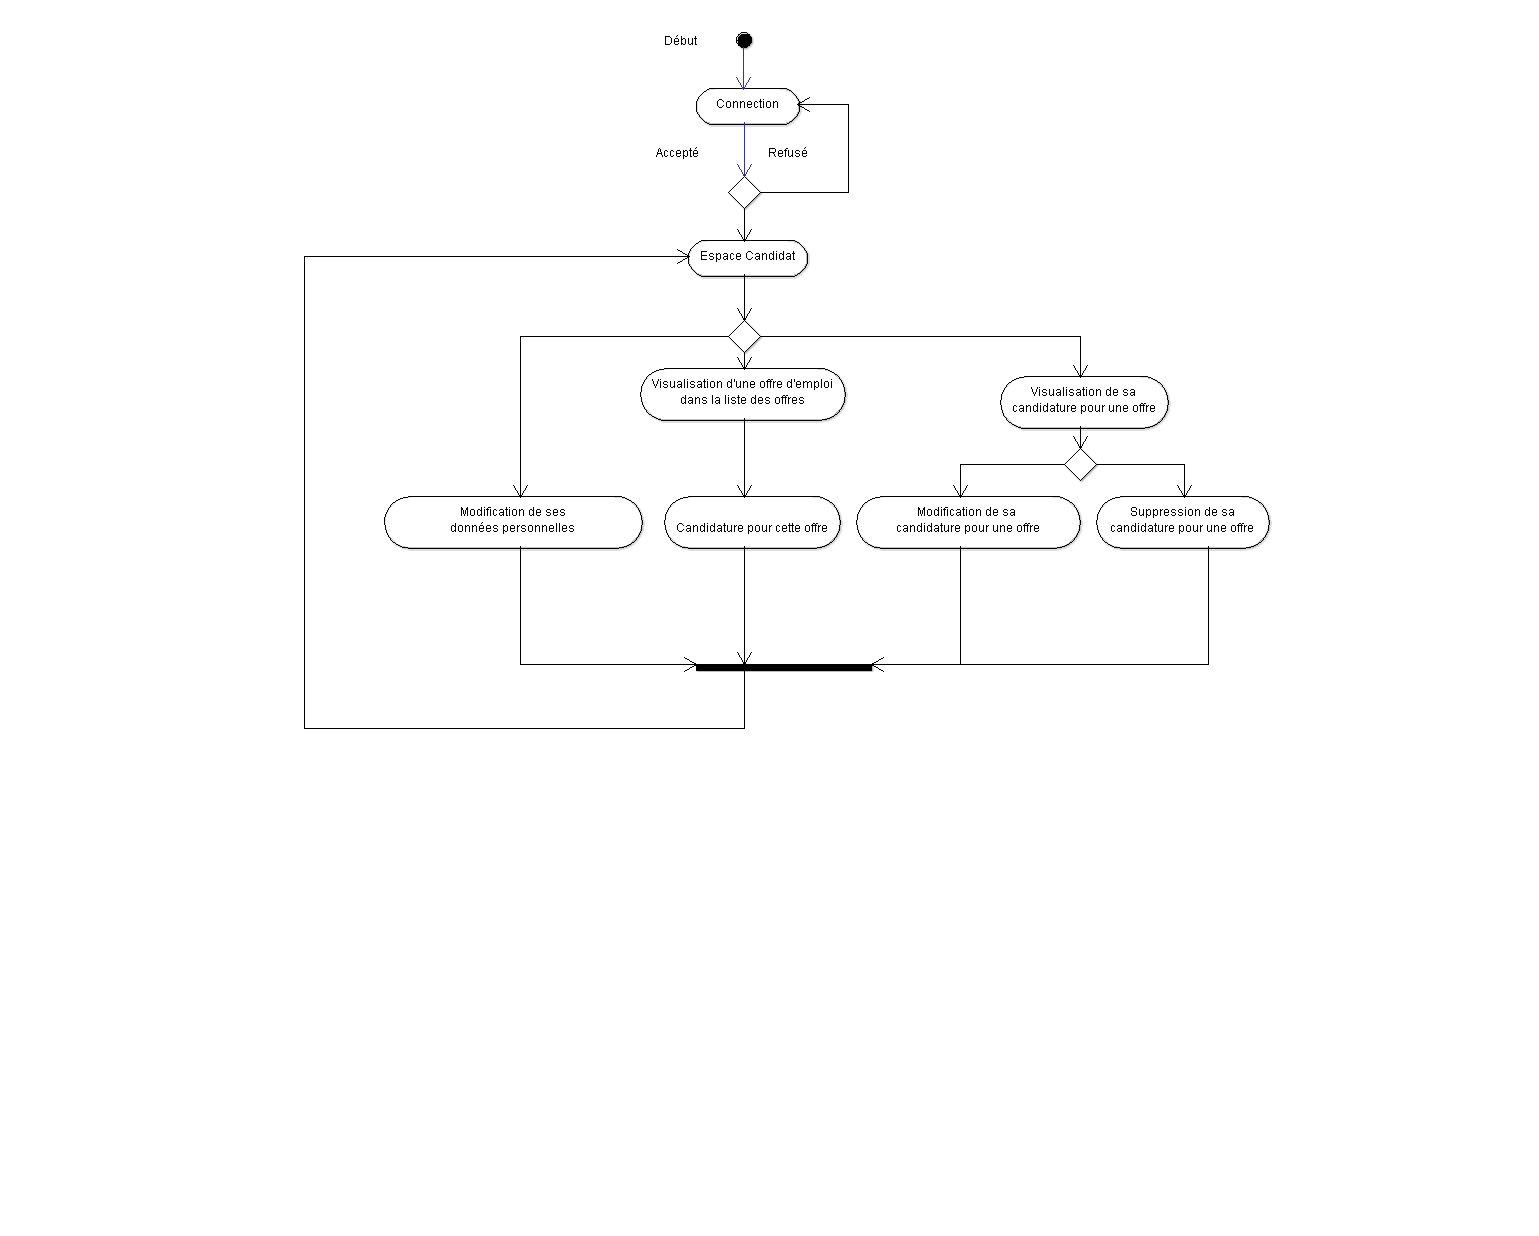 Début
Connection
Accepté
Refusé
Espace Candidat
Visualisation d'une offre d'emploi
dans la liste des offres
Visualisation de sa
candidature pour une offre
Modification de ses
données personnelles
Candidature pour cette offre
Modification de sa
candidature pour une offre
Suppression de sa
candidature pour une offre